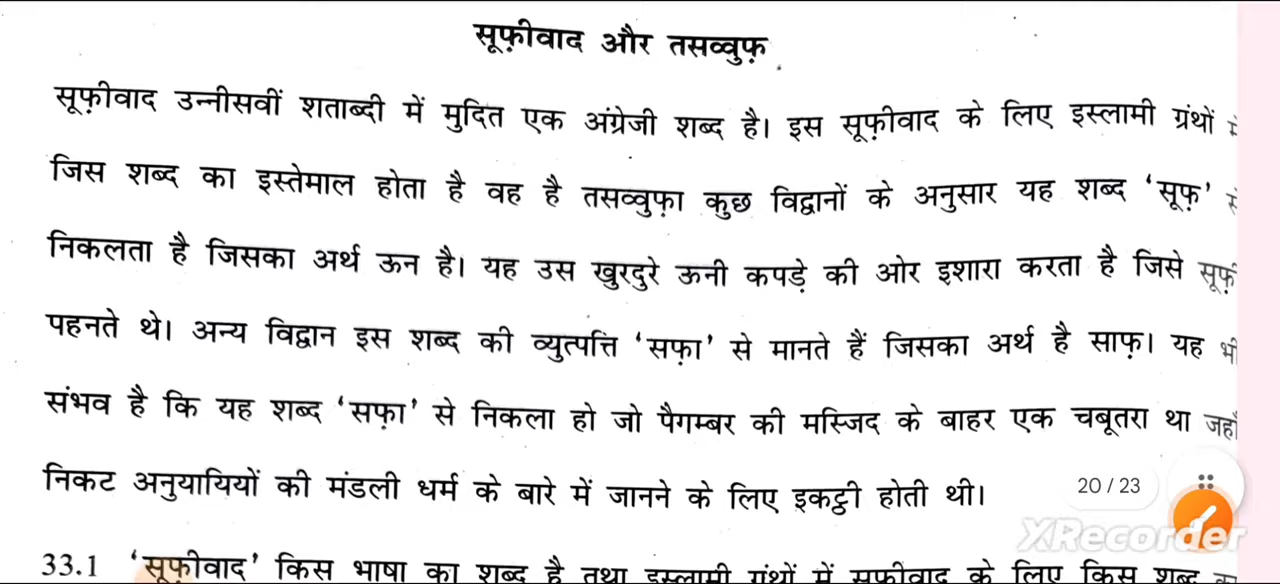 सूफ़ीवाद और तसव्वुफ़
सूफ़ीवाद उन्नीसवीं शताब्दी में मुदित एक अंग्रेजी शब्द है। इस सूफ़ीवाद के लिए इस्लामी ग्रंथों में
जिस शब्द का इस्तेमाल होता है वह है तसव्वुफ़ा कुछ विद्वानों के अनुसार यह शब्द 'सूफ़' से
निकलता है जिसका अर्थ ऊन है। यह उस खुरदुरे ऊनी कपड़े की ओर इशारा करता है जिसे सूफ़ी
पहनते थे। अन्य विद्वान इस शब्द की व्युत्पत्ति 'सफ़ा' से मानते हैं जिसका अर्थ है साफ़। यह भी
संभव है कि यह शब्द 'सफ़ा' से निकला हो जो पैगम्बर की मस्जिद के बाहर एक चबूतरा था जहाँ
निकट अनुयायियों की मंडली धर्म के बारे में जानने के लिए इकट्ठी होती थी।
20 / 23
XRecorder
33.1 'सूफ़ीवाद' किस भाषा का शब्द है तथा इस्लामी ग्रंथों में सूफ़ीवाद के लिए किस शब्द का